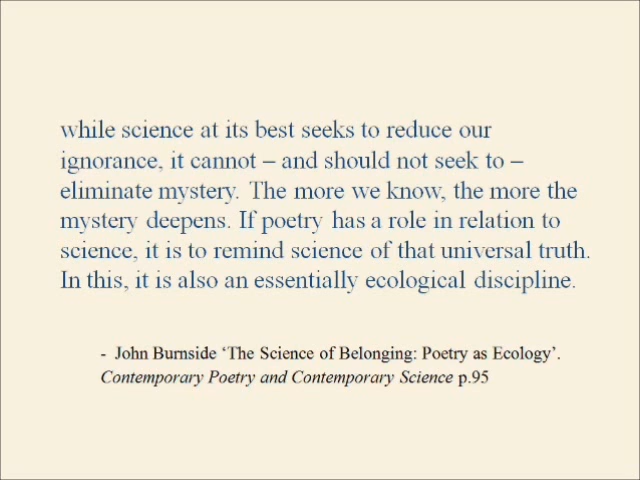 while science at its best seeks to reduce our
ignorance, it cannot – and should not seek to –
eliminate mystery. The more we know, the more the
mystery deepens. If poetry has a role in relation to
science, it is to remind science of that universal truth.
In this, it is also an essentially ecological discipline.
- John Burnside ‘The Science of Belonging: Poetry as Ecology’.
Contemporary Poetry and Contemporary Science p.95